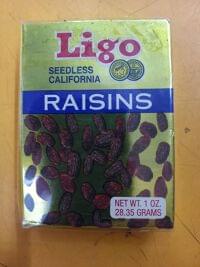 Ligo
SEEDLESS
CALIFORNIA
RAISINS
NET WT. 1 OZ.
28.35 GRAMS